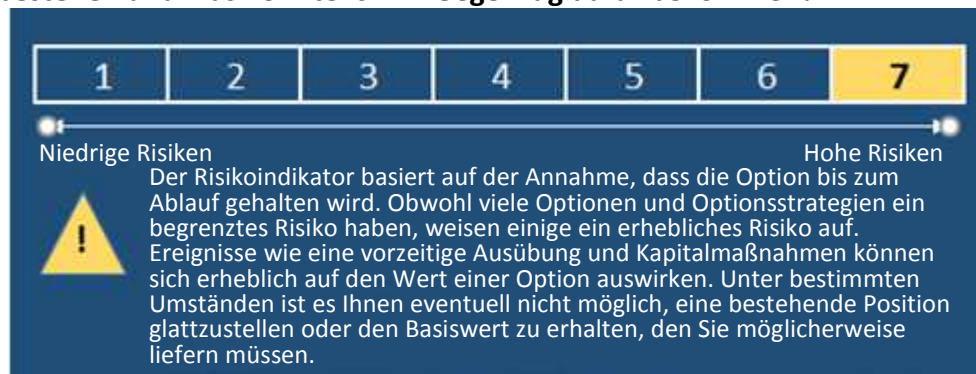 1 2 3 4 5 6 7
Niedrige Risiken Hohe Risiken
Der Risikoindikator basiert auf der Annahme, dass die Option bis zum
Ablauf gehalten wird. Obwohl viele Optionen und Optionsstrategien ein
begrenztes Risiko haben, weisen einige ein erhebliches Risiko auf.
! Ereignisse wie eine vorzeitige Ausübung und Kapitalmaßnahmen können
sich erheblich auf den Wert einer Option auswirken. Unter bestimmten
Umständen ist es Ihnen eventuell nicht möglich, eine bestehende Position
glattzustellen oder den Basiswert zu erhalten, den Sie möglicherweise
liefern müssen.